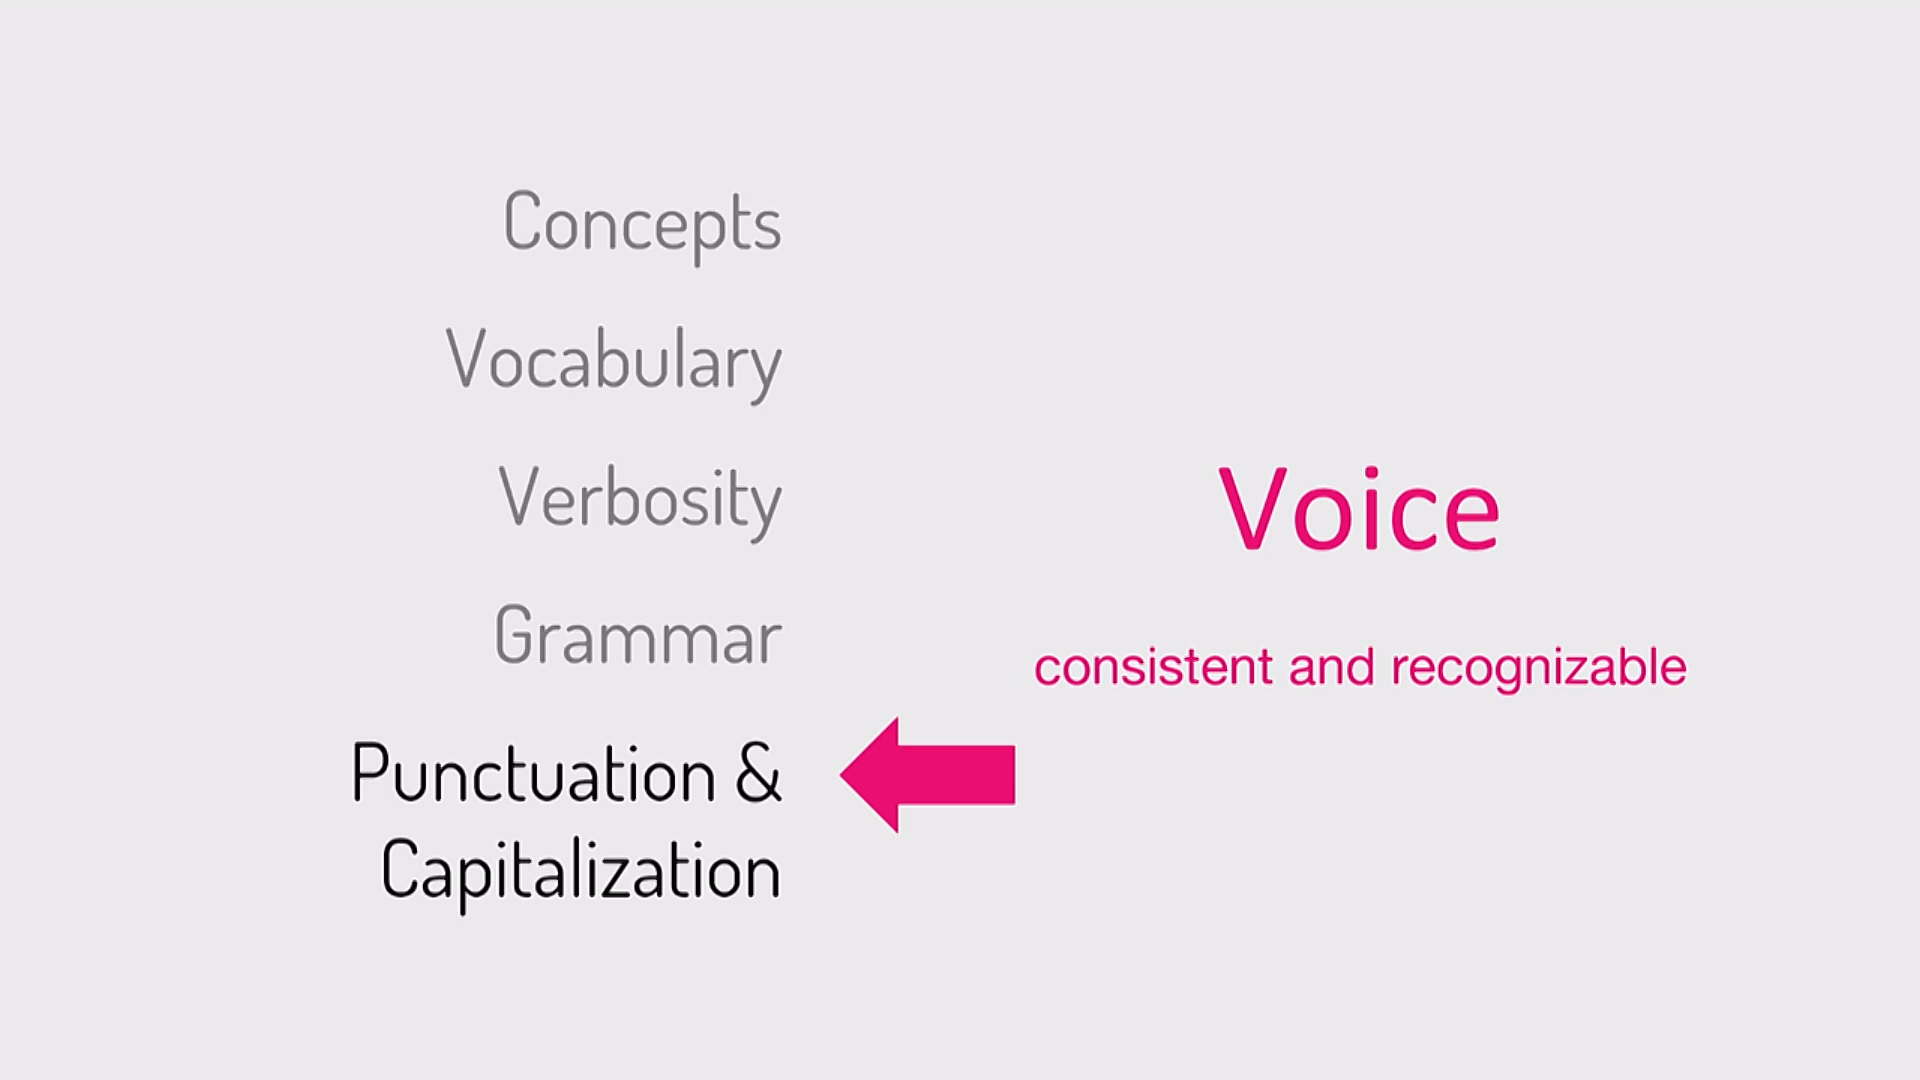 Concepts
Vocabulary
Verbosity
Grammar
Punctuation &
Capitalization
Voice
consistent and recognizable